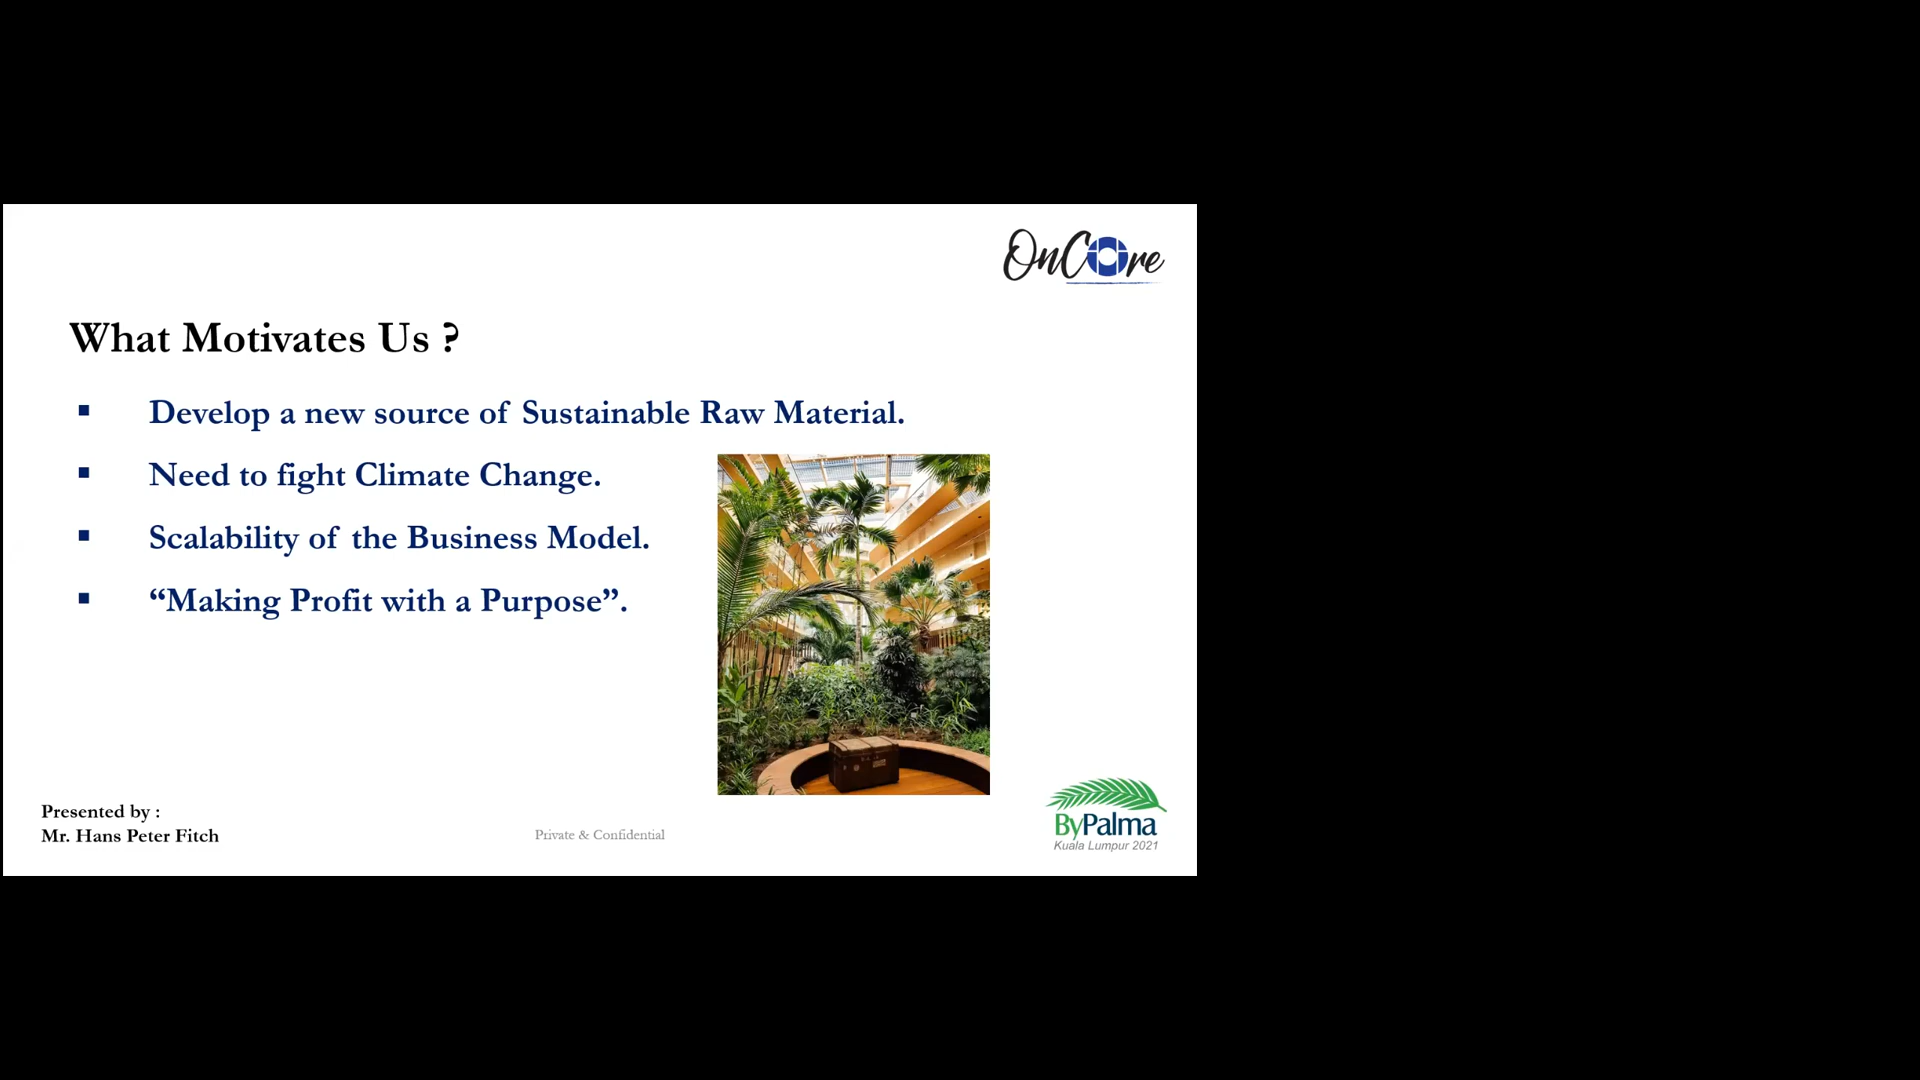 OnCore
What Motivates Us ?
▪ Develop a new source of Sustainable Raw Material.
▪ Need to fight Climate Change.
▪ Scalability of the Business Model.
▪ “Making Profit with a Purpose”.
Presented by :
Mr. Hans Peter Fitch
Private & Confidential
ByPalma
Kuala Lumpur 2021